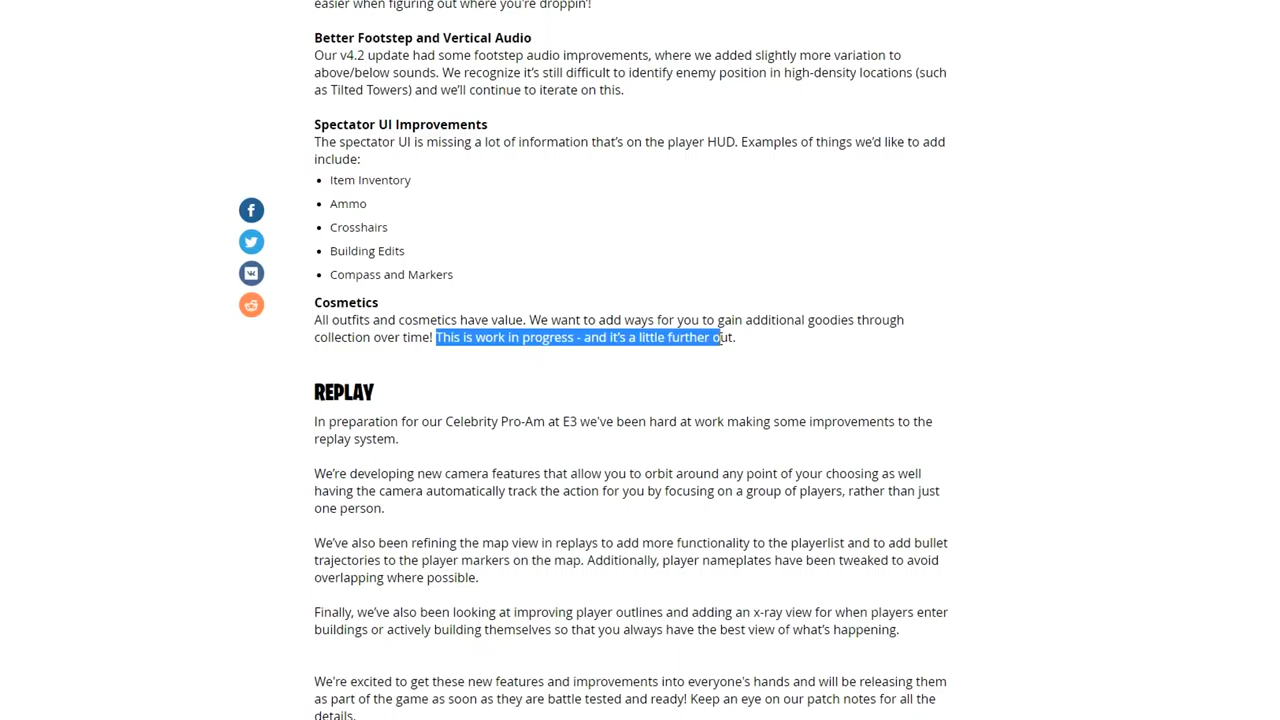 easier when figuring out where you're droppin'!
Better Footstep and Vertical Audio
Our v4.2 update had some footstep audio improvements, where we added slightly more variation to
above/below sounds. We recognize it's still difficult to identify enemy position in high-density locations (such
as Tilted Towers) and we'll continue to iterate on this.
Spectator UI Improvements
The spectator UI is missing a lot of information that's on the player HUD. Examples of things we'd like to add
include:
• Item Inventory
• Ammo
• Crosshairs
• Building Edits
• Compass and Markers
Cosmetics
All outfits and cosmetics have value. We want to add ways for you to gain additional goodies through
collection over time! This is work in progress - and it's a little further out.
REPLAY
In preparation for our Celebrity Pro-Am at E3 we've been hard at work making some improvements to the
replay system.
We're developing new camera features that allow you to orbit around any point of your choosing as well
having the camera automatically track the action for you by focusing on a group of players, rather than just
one person.
We've also been refining the map view in replays to add more functionality to the playerlist and to add bullet
trajectories to the player markers on the map. Additionally, player nameplates have been tweaked to avoid
overlapping where possible.
Finally, we've also been looking at improving player outlines and adding an x-ray view for when players enter
buildings or actively building themselves so that you always have the best view of what's happening.
We're excited to get these new features and improvements into everyone's hands and will be releasing them
as part of the game as soon as they are battle tested and ready! Keep an eye on our patch notes for all the
details.